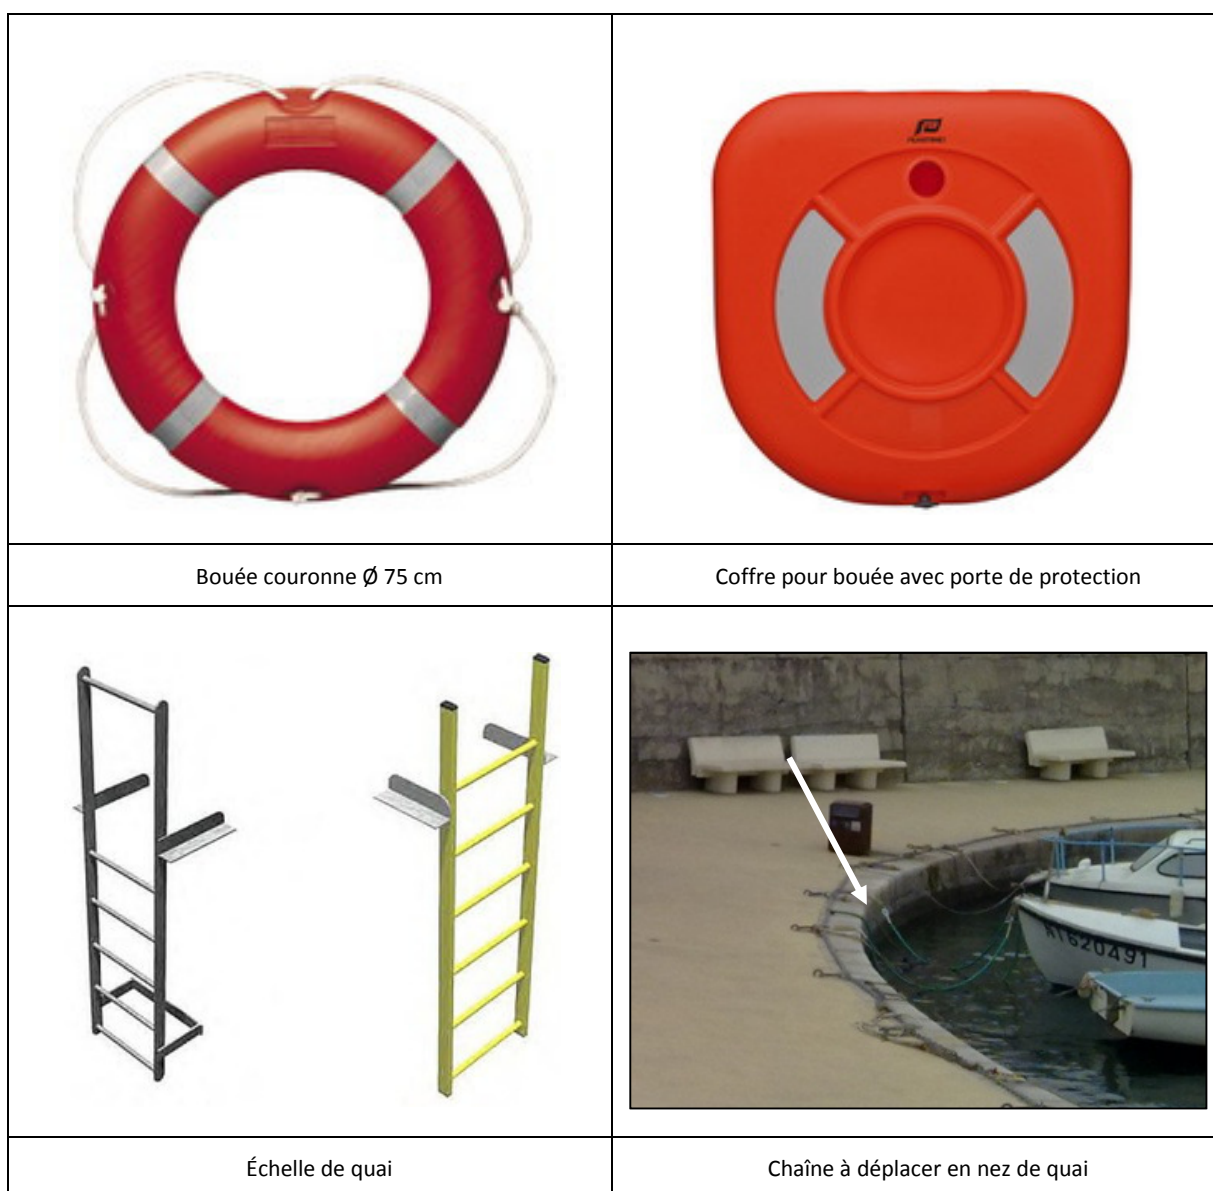 Bouée couronne Ø 75 cm
Coffre pour bouée avec porte de protection
NI620491
Échelle de quai
Chaîne à déplacer en nez de quai